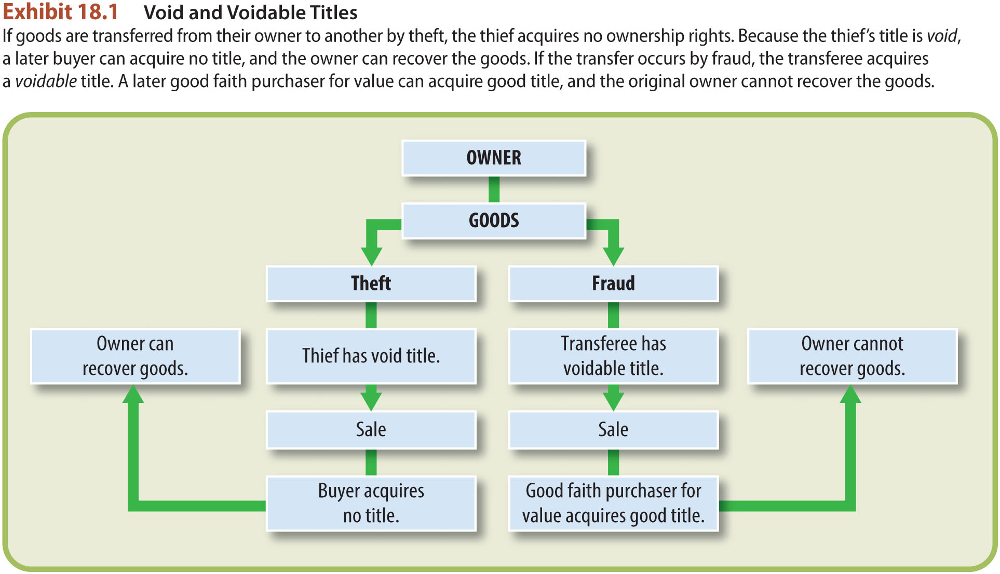 Exhibit 18.1 Void and Voidable Titles
If goods are transferred from their owner to another by theft, the thief acquires no ownership rights. Because the thief’s title is void,
a later buyer can acquire no title, and the owner can recover the goods. If the transfer occurs by fraud, the transferee acquires
a voidable title. A later good faith purchaser for value can acquire good title, and the original owner cannot recover the goods.
OWNER
GOODS
Theft
Fraud
Owner can
recover goods.
Thief has void title.
Transferee has
voidable title.
Owner cannot
recover goods.
Sale
Sale
Buyer acquires
no title.
Good faith purchaser for
value acquires good title.